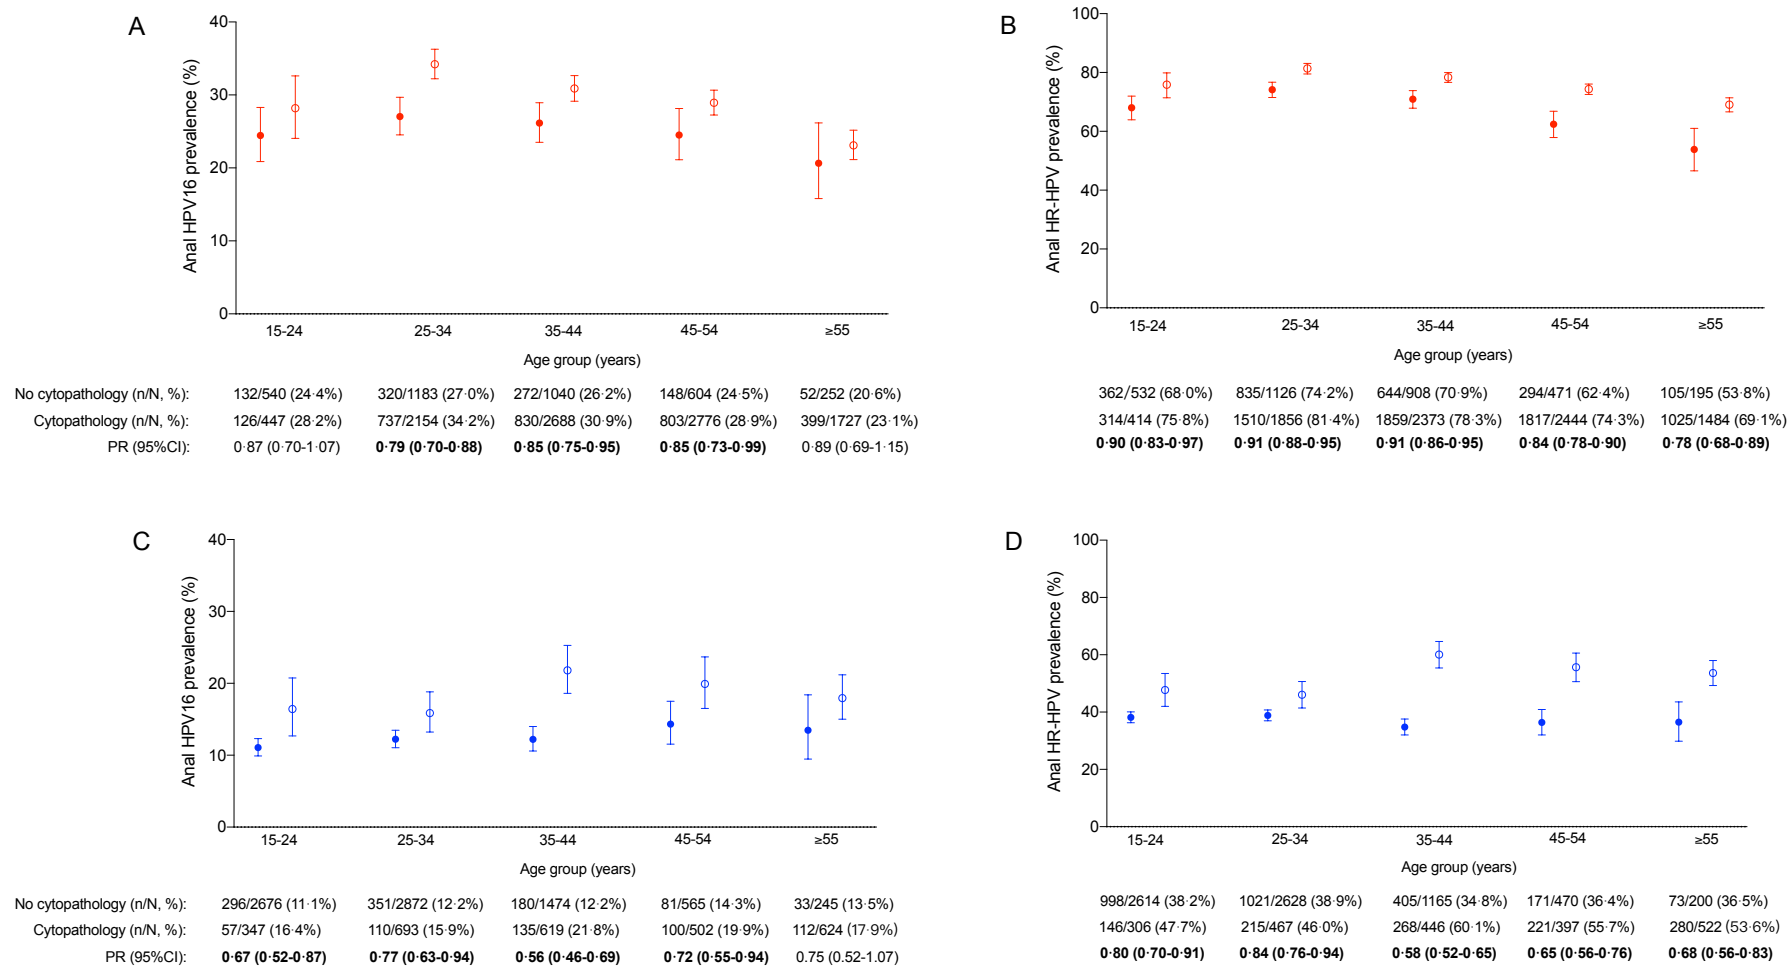 A
Anal HPV16 prevalence (%)
40
30
20
10
0
15-24 25-34 35-44 45-54 ≥55
Age group (years)
No cytopathology (n/N, %): 132/540 (24·4%) 320/1183 (27·0%) 272/1040 (26·2%) 148/604 (24·5%) 52/252 (20·6%)
Cytopathology (n/N, %): 126/447 (28·2%) 737/2154 (34·2%) 830/2688 (30·9%) 803/2776 (28·9%) 399/1727 (23·1%)
PR (95%CI): 0·87 (0·70-1·07) 0·79 (0·70-0·88) 0·85 (0·75-0·95) 0·85 (0·73-0·99) 0·89 (0·69-1·15)
B
Anal HR-HPV prevalence (%)
100
80
60
40
20
0
15-24 25-34 35-44 45-54 ≥55
Age group (years)
362/532 (68·0%) 835/1126 (74·2%) 644/908 (70·9%) 294/471 (62·4%) 105/195 (53·8%)
314/414 (75·8%) 1510/1856 (81·4%) 1859/2373 (78·3%) 1817/2444 (74·3%) 1025/1484 (69·1%)
0·90 (0·83-0·97) 0·91 (0·88-0·95) 0·91 (0·86-0·95) 0·84 (0·78-0·90) 0·78 (0·68-0·89)
C
Anal HPV16 prevalence (%)
40
30
20
10
0
15-24 25-34 35-44 45-54 ≥55
Age group (years)
No cytopathology (n/N, %): 296/2676 (11·1%) 351/2872 (12·2%) 180/1474 (12·2%) 81/565 (14·3%) 33/245 (13·5%)
Cytopathology (n/N, %): 57/347 (16·4%) 110/693 (15·9%) 135/619 (21·8%) 100/502 (19·9%) 112/624 (17·9%)
PR (95%CI): 0·67 (0·52-0·87) 0·77 (0·63-0·94) 0·56 (0·46-0·69) 0·72 (0·55-0·94) 0.75 (0.52-1.07)
D
Anal HR-HPV prevalence (%)
100
80
60
40
20
0
15-24 25-34 35-44 45-54 ≥55
Age group (years)
998/2614 (38·2%) 1021/2628 (38·9%) 405/1165 (34·8%) 171/470 (36·4%) 73/200 (36·5%)
146/306 (47·7%) 215/467 (46·0%) 268/446 (60·1%) 221/397 (55·7%) 280/522 (53·6%)
0·80 (0·70-0·91) 0·84 (0·76-0·94) 0·58 (0·52-0·65) 0·65 (0·56-0·76) 0·68 (0·56-0·83)